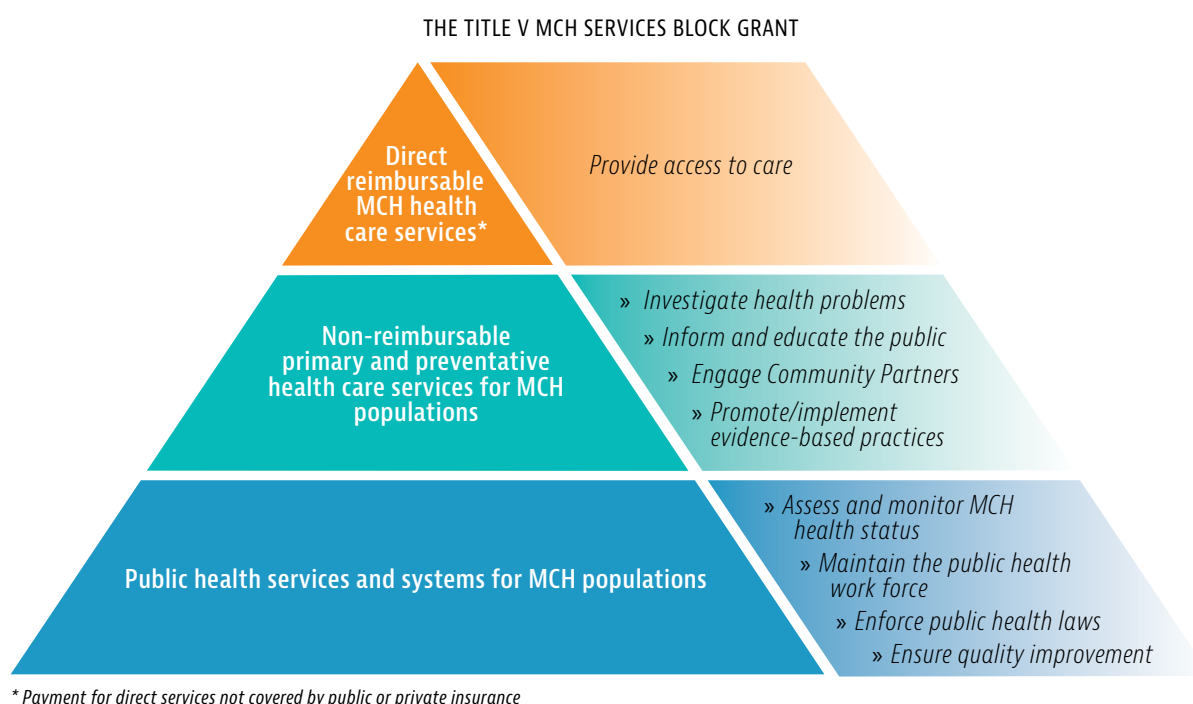 THE TITLE V MCH SERVICES BLOCK GRANT
Direct
reimbursable
MCH health
care services*
Provide access to care
Non-reimbursable
primary and preventative
health care services for MCH
populations
» Investigate health problems
» Inform and educate the public
» Engage Community Partners
» Promote/implement
evidence-based practices
Public health services and systems for MCH populations
» Assess and monitor MCH
health status
» Maintain the public health
work force
» Enforce public health laws
» Ensure quality improvement
* Payment for direct services not covered by public or private insurance